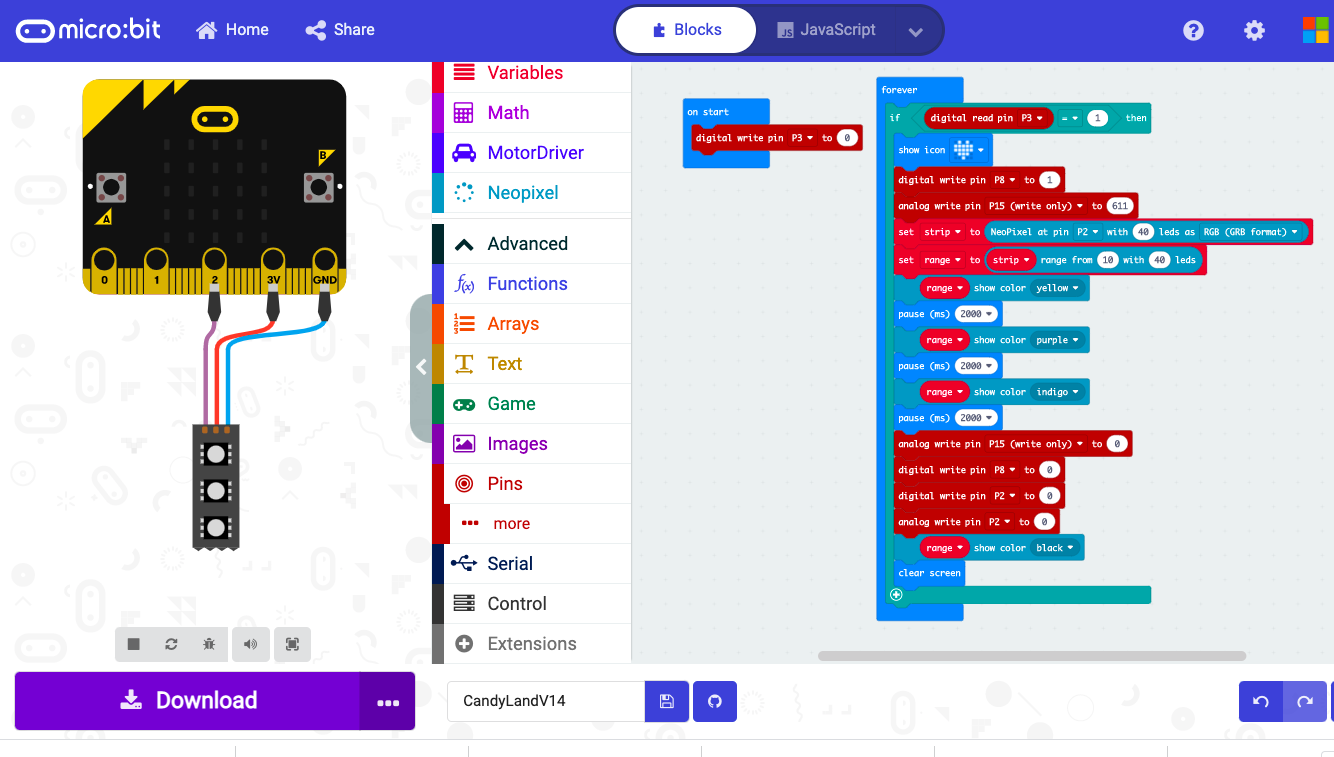 micro:bit Home Share Blocks JavaScript
B
A
0 1 2 3V GND
Download
Variables
Math
MotorDriver
Neopixel
Advanced
Functions
Arrays
Text
Game
Images
Pins
more
Serial
Control
Extensions
on start
digital write pin P3 to 0
forever
if digital read pin P3 = 1 then
show icon
digital write pin P8 to 1
analog write pin P15 (write only) to 611
set strip to NeoPixel at pin P2 with 40 leds as RGB (GRB format)
set range to strip range from 10 with 40 leds
range show color yellow
pause (ms) 2000
range show color purple
pause (ms) 2000
range show color indigo
pause (ms) 2000
analog write pin P15 (write only) to 0
digital write pin P8 to 0
digital write pin P2 to 0
analog write pin P2 to 0
range show color black
clear screen
CandyLandV14